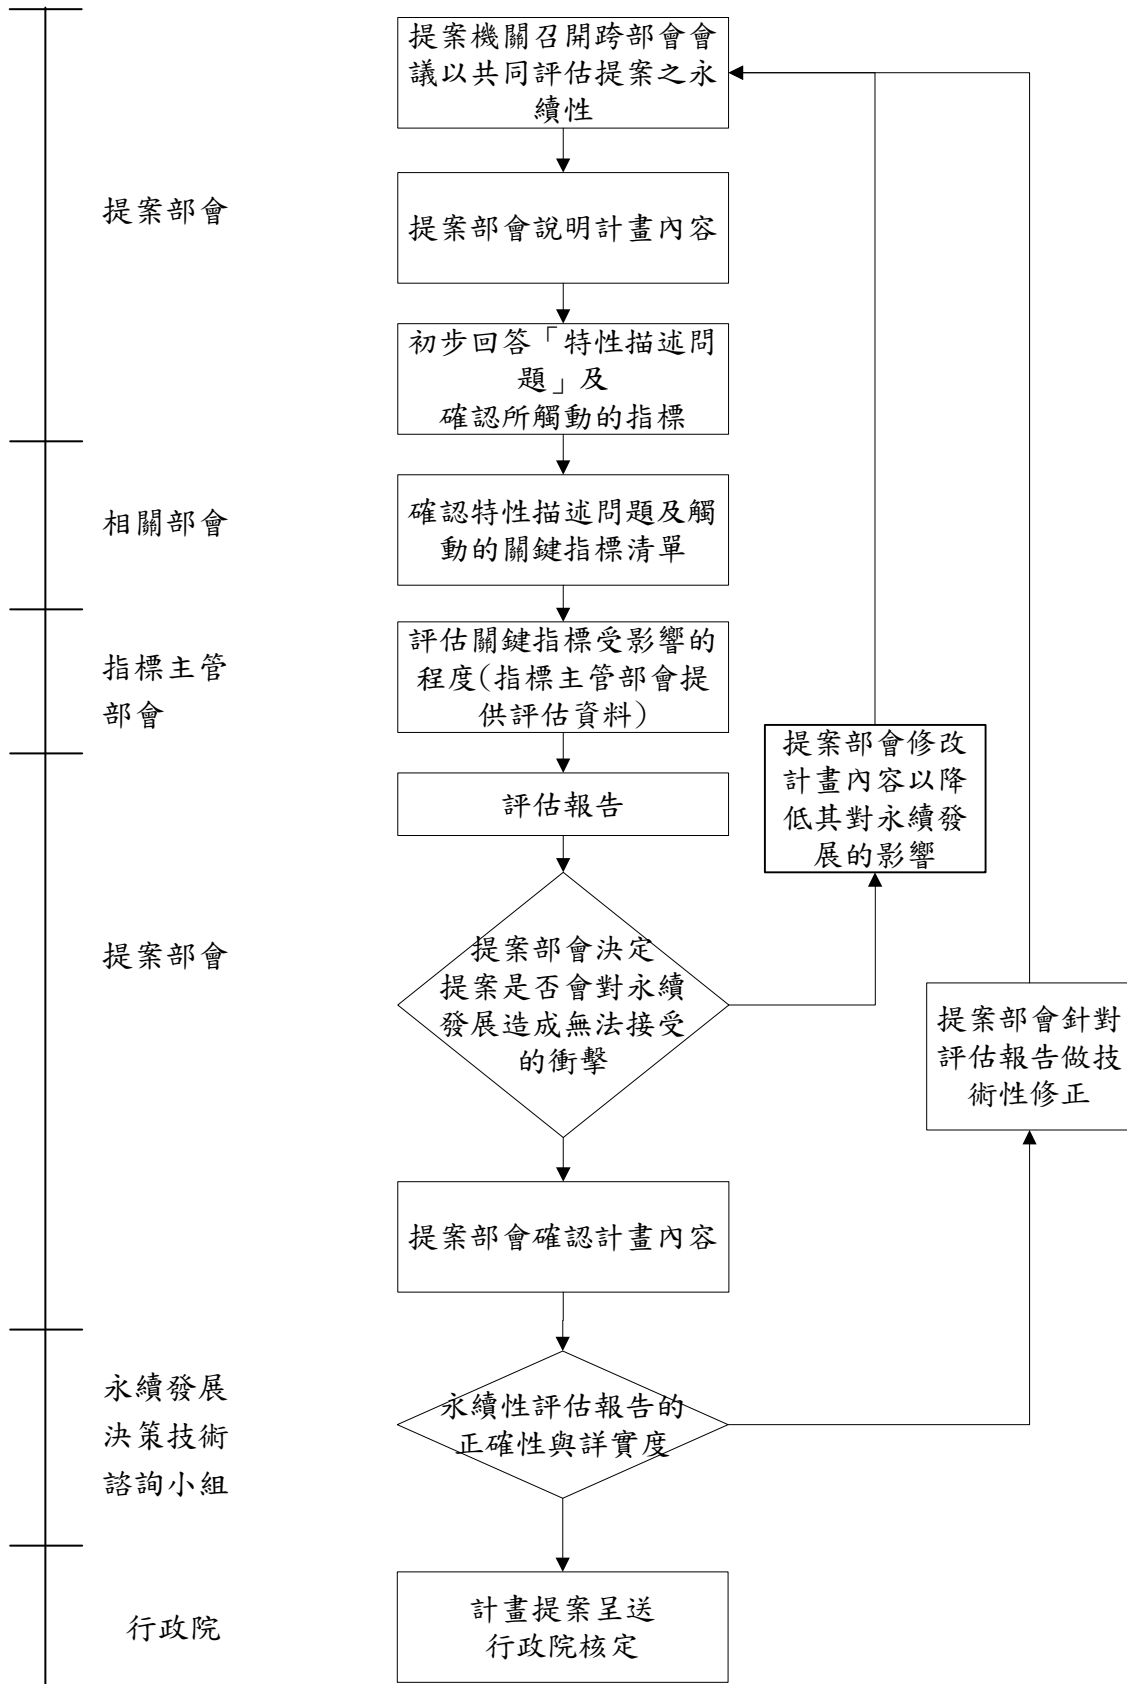 提案機關召開跨部會會
議以共同評估提案之永
續性
提案部會
提案部會說明計畫內容
初步回答「特性描述問
題」及
確認所觸動的指標
相關部會
確認特性描述問題及觸
動的關鍵指標清單
指標主管
部會
評估關鍵指標受影響的
程度(指標主管部會提
供評估資料)
提案部會修改
計畫內容以降
低其對永續發
展的影響
評估報告
提案部會
提案部會決定
提案是否會對永續
發展造成無法接受
的衝擊
提案部會針對
評估報告做技
術性修正
提案部會確認計畫內容
永續發展
決策技術
諮詢小組
永續性評估報告的
正確性與詳實度
行政院
計畫提案呈送
行政院核定